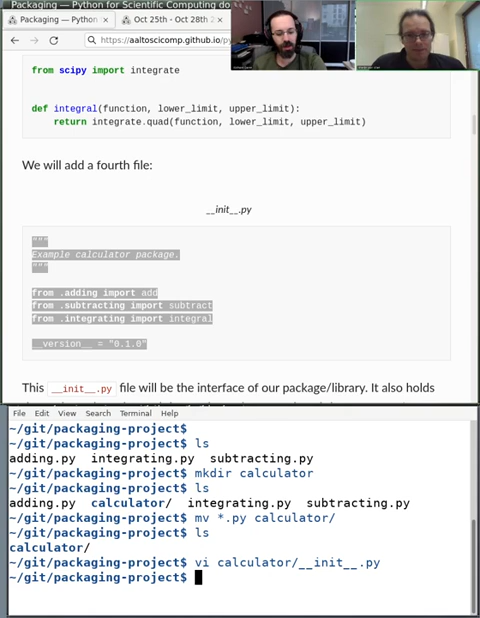 Packaging — Python for Scientific Computing do
Packaging — Python
Oct 25th - Oct 28th 2
https://aaltoscicomp.github.io/py
from scipy import integrate
def integral(function, lower_limit, upper_limit):
return integrate.quad(function, lower_limit, upper_limit)
We will add a fourth file:
__init__.py
"""
Example calculator package.
"""
from .adding import add
from .subtracting import subtract
from .integrating import integral
__version__ = "0.1.0"
This __init__.py file will be the interface of our package/library. It also holds
File Edit View Search Terminal Help
~/git/packaging-project$
~/git/packaging-project$ ls
adding.py integrating.py subtracting.py
~/git/packaging-project$ mkdir calculator
~/git/packaging-project$ ls
adding.py calculator/ integrating.py subtracting.py
~/git/packaging-project$ mv *.py calculator/
~/git/packaging-project$ ls
calculator/
~/git/packaging-project$ vi calculator/__init__.py
~/git/packaging-project$